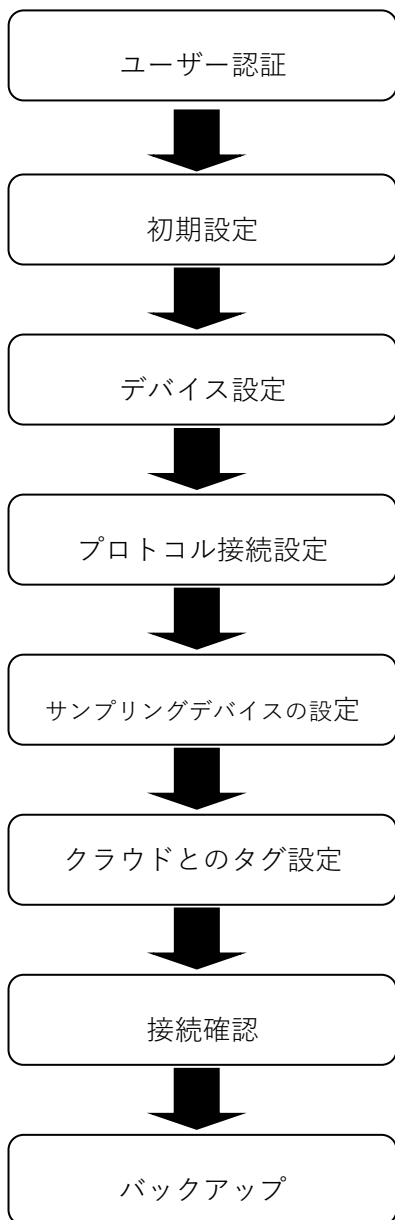 ユーザー認証
初期設定
デバイス設定
プロトコル接続設定
サンプリングデバイスの設定
クラウドとのタグ設定
接続確認
バックアップ